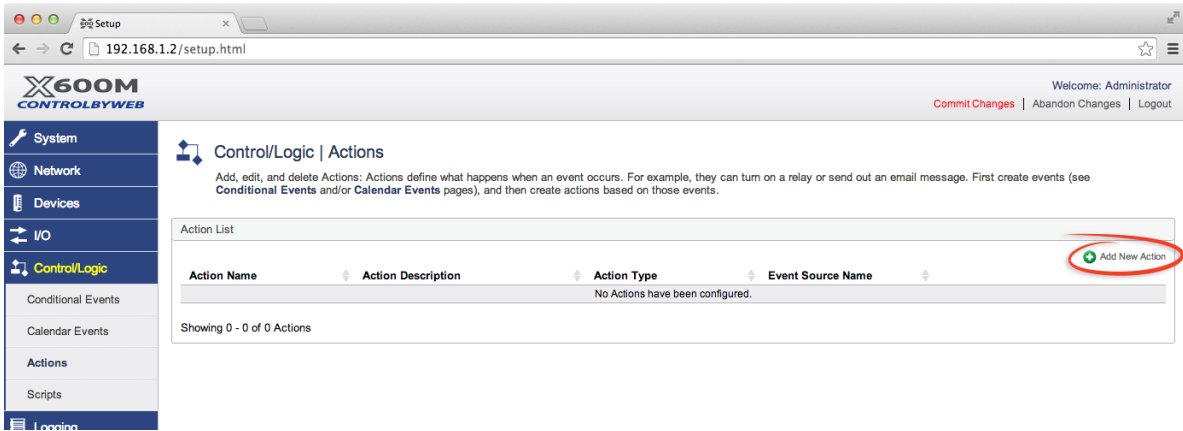 Setup
192.168.1.2/setup.html
X600M
CONTROLBYWEB
Welcome: Administrator
Commit Changes | Abandon Changes | Logout
System
Network
Devices
I/O
Control/Logic
Conditional Events
Calendar Events
Actions
Scripts
Logging
Control/Logic | Actions
Add, edit, and delete Actions: Actions define what happens when an event occurs. For example, they can turn on a relay or send out an email message. First create events (see
Conditional Events and/or Calendar Events pages), and then create actions based on those events.
Action List
Add New Action
Action Name Action Description Action Type Event Source Name
No Actions have been configured.
Showing 0 - 0 of 0 Actions